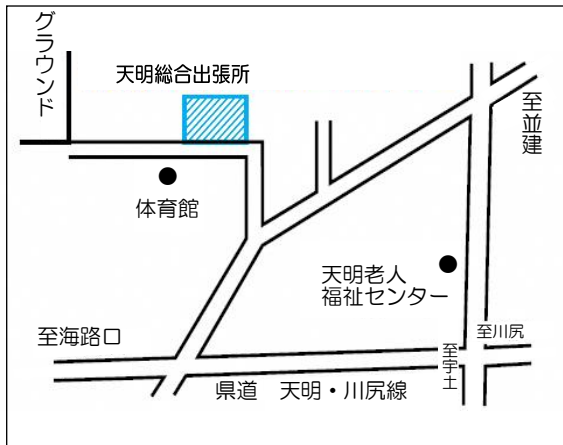 グラウンド
天明総合出張所
至並建
体育館
天明老人
福祉センター
至海路口
至川尻
至宇土
県道　天明・川尻線